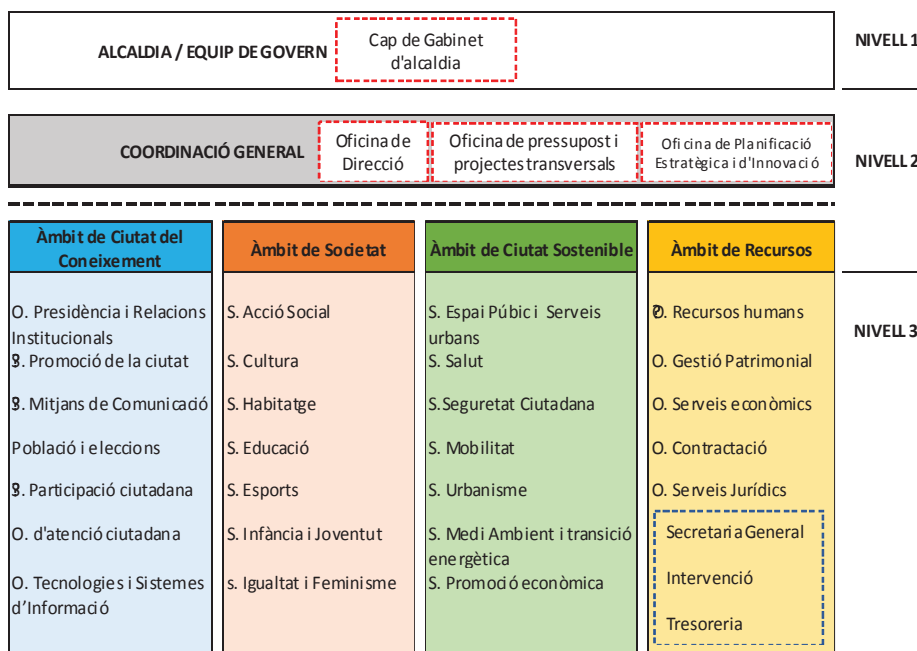 ALCALDIA / EQUIP DE GOVERN
Cap de Gabinet
d'alcaldia
NIVELL 1
COORDINACIÓ GENERAL
Oficina de
Direcció
Oficina de pressupost i
projectes transversals
Oficina de Planificació
Estratègica i d'Innovació
NIVELL 2
Àmbit de Ciutat del
Coneixement
O. Presidència i Relacions
Institucionals
S. Promoció de la ciutat
S. Mitjans de Comunicació
Població i eleccions
S. Participació ciutadana
O. d'atenció ciutadana
O. Tecnologies i Sistemes
d'Informació
Àmbit de Societat
S. Acció Social
S. Cultura
S. Habitatge
S. Educació
S. Esports
S. Infància i Joventut
s. Igualtat i Feminisme
Àmbit de Ciutat Sostenible
S. Espai Púbic i Serveis
urbans
S. Salut
S.Seguretat Ciutadana
S. Mobilitat
S. Urbanisme
S. Medi Ambient i transició
energètica
S. Promoció econòmica
Àmbit de Recursos
O. Recursos humans
O. Gestió Patrimonial
O. Serveis econòmics
O. Contractació
O. Serveis Jurídics
Secretaria General
Intervenció
Tresoreria
NIVELL 3